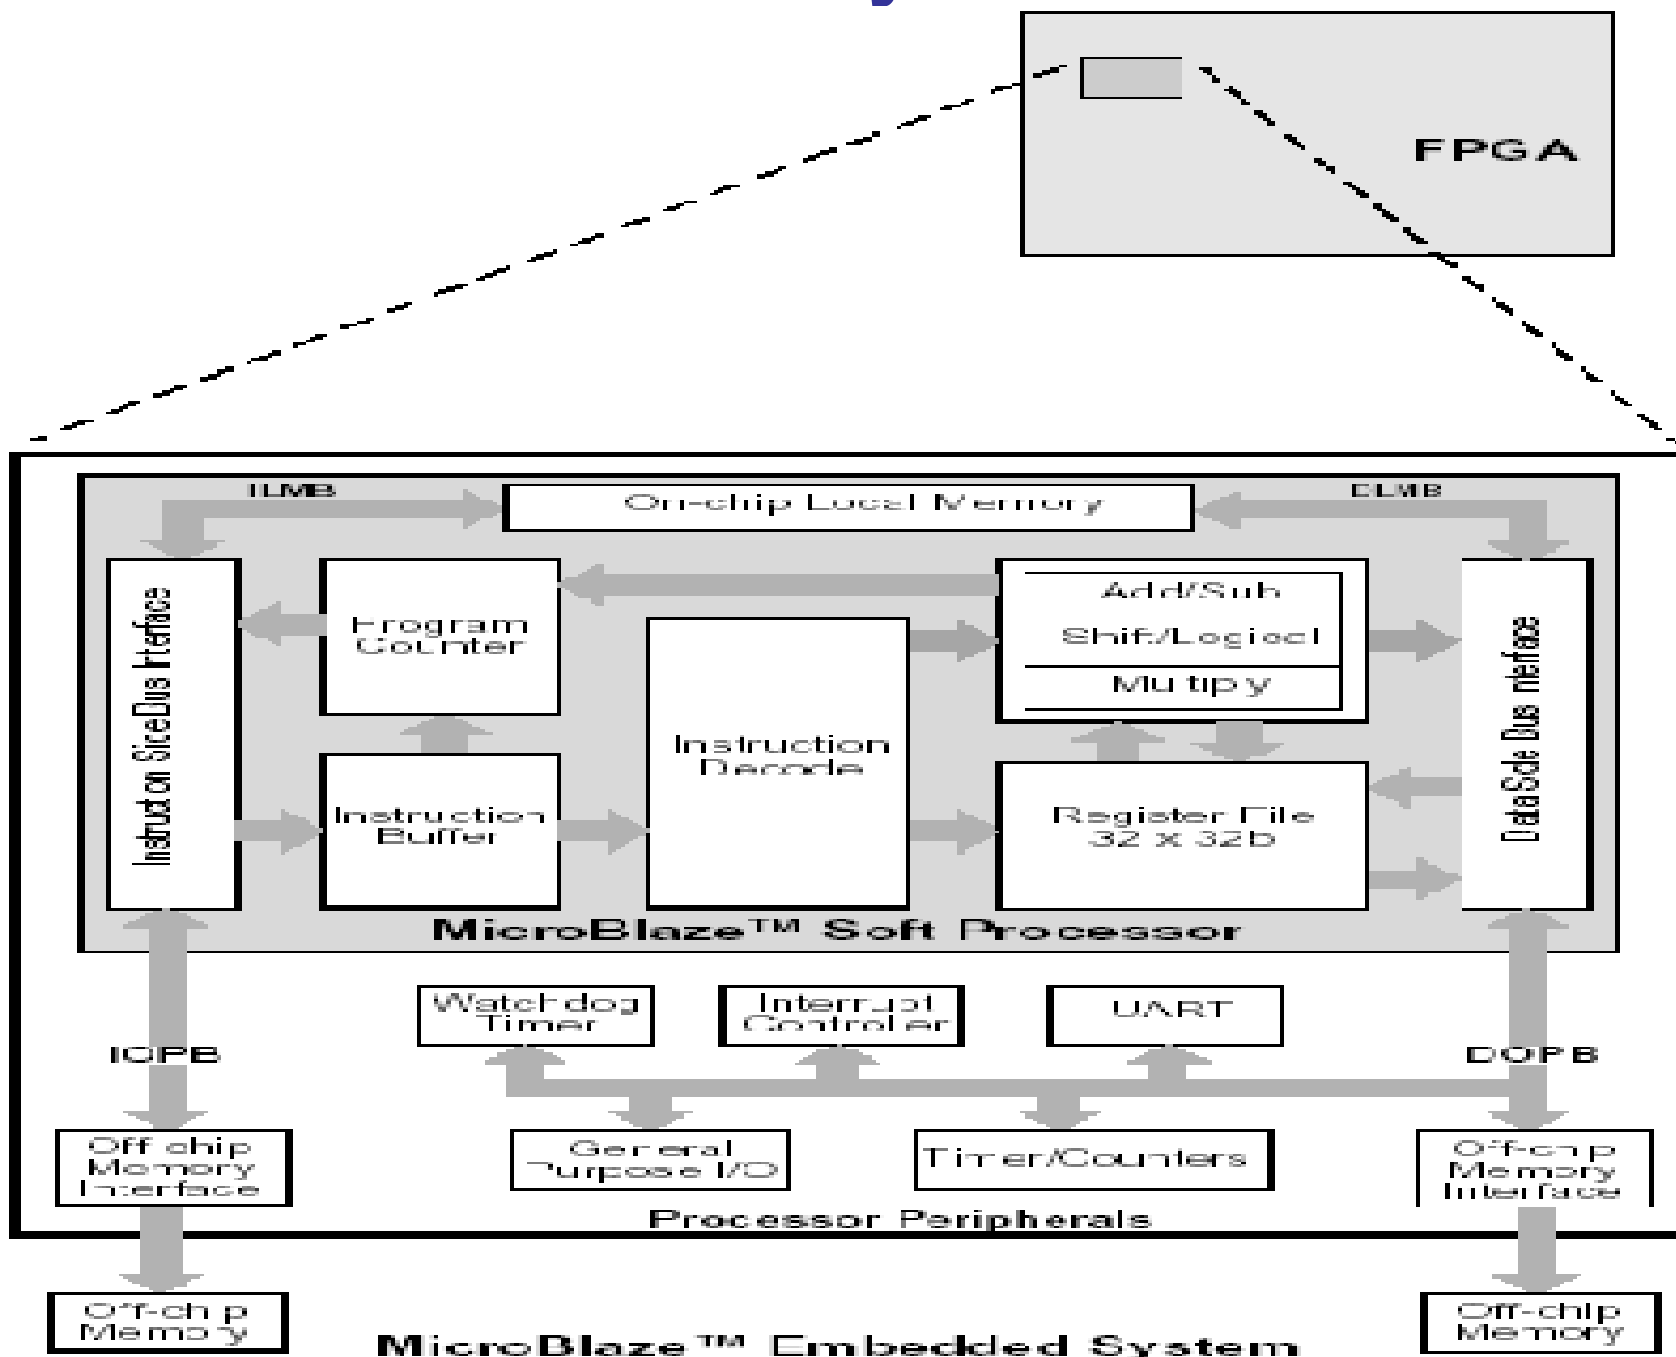 FPGA
ILMB
On-chip Local Memory
DLMB
Instruction Side Bus Interface
Program
Counter
Add/Sub
Shift/Logical
Multiply
Data Side Bus Interface
Instruction
Decode
Instruction
Buffer
Register File
32 x 32b
MicroBlaze™ Soft Processor
Watchdog
Timer
Interrupt
Controller
UART
IOPB
DOPB
Off-chip
Memory
Interface
General
Purpose I/O
Timer/Counters
Off-chip
Memory
Interface
Processor Peripherals
Off-chip
Memory
Off-chip
Memory
MicroBlaze™ Embedded System